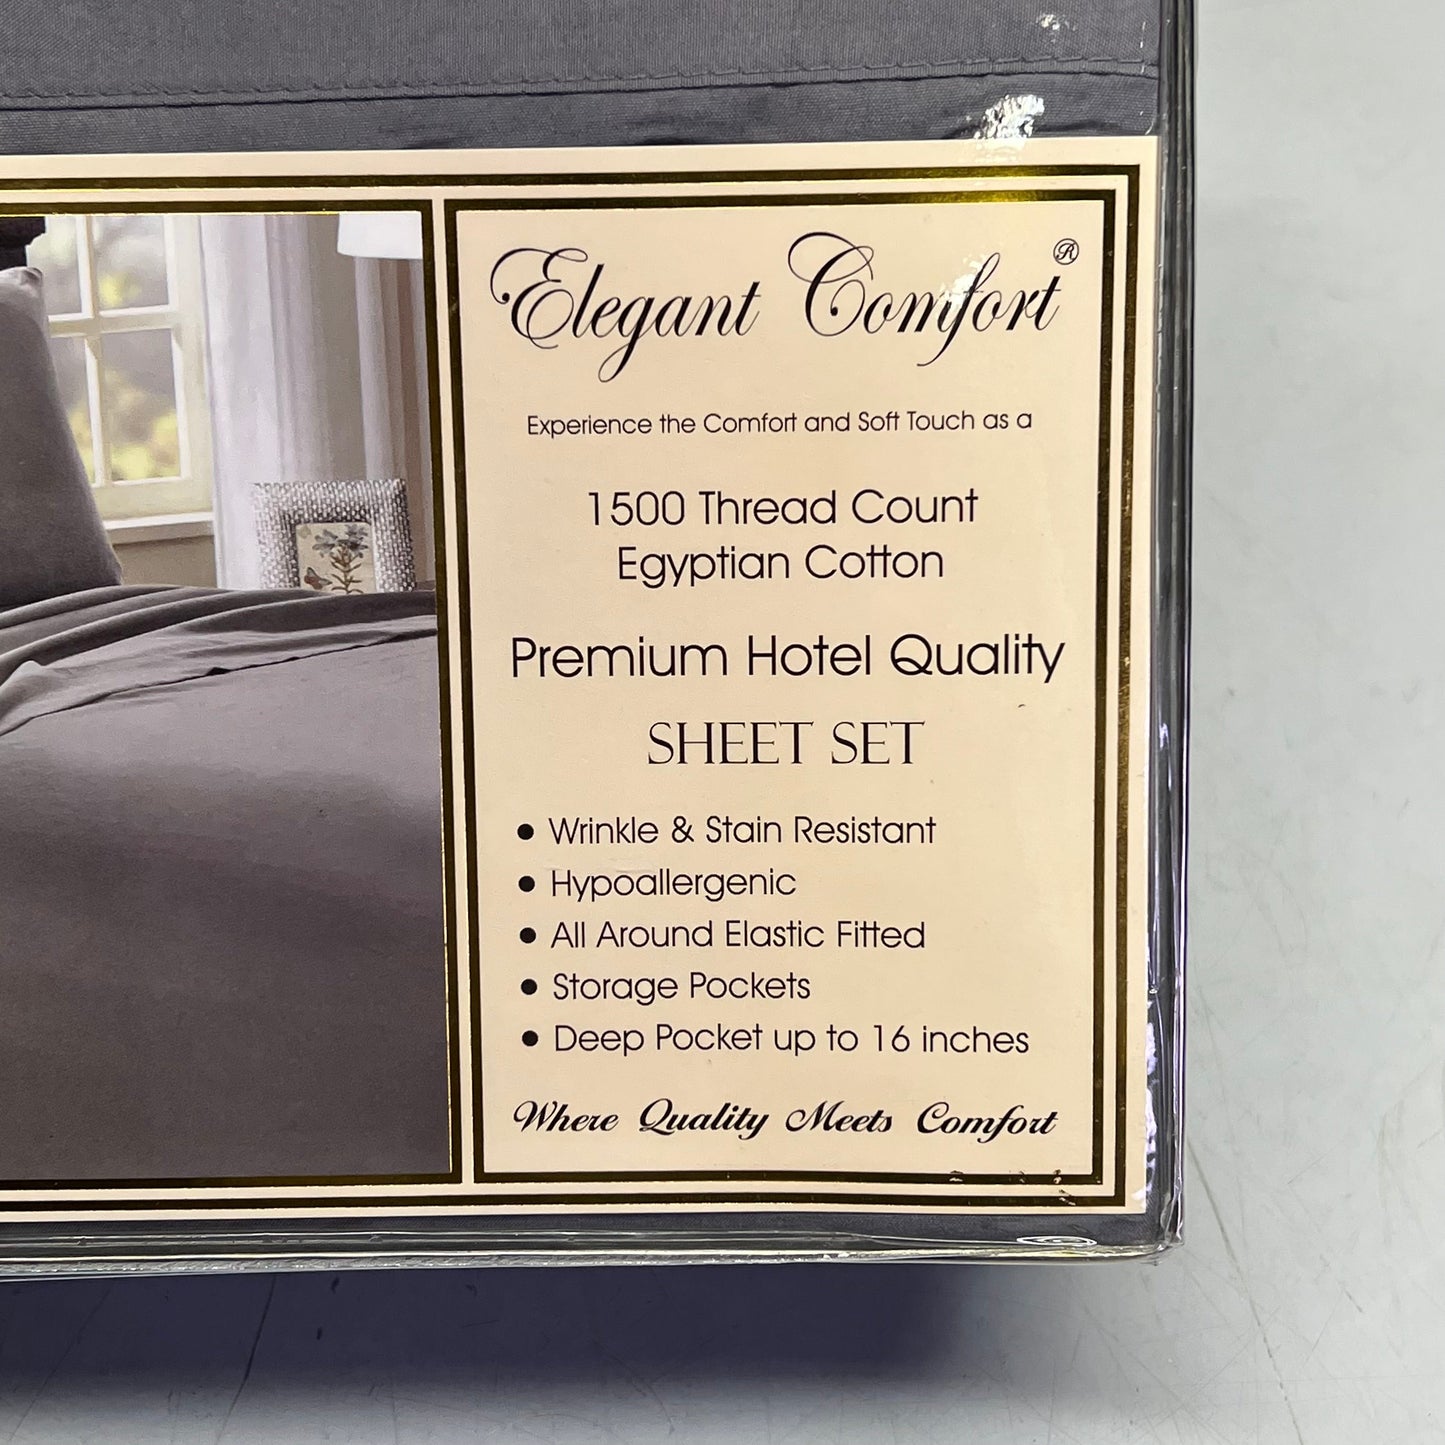 Elegant Comfort®
Experience the Comfort and Soft Touch as a
1500 Thread Count
Egyptian Cotton
Premium Hotel Quality
SHEET SET
● Wrinkle & Stain Resistant
● Hypoallergenic
● All Around Elastic Fitted
● Storage Pockets
● Deep Pocket up to 16 inches
Where Quality Meets Comfort